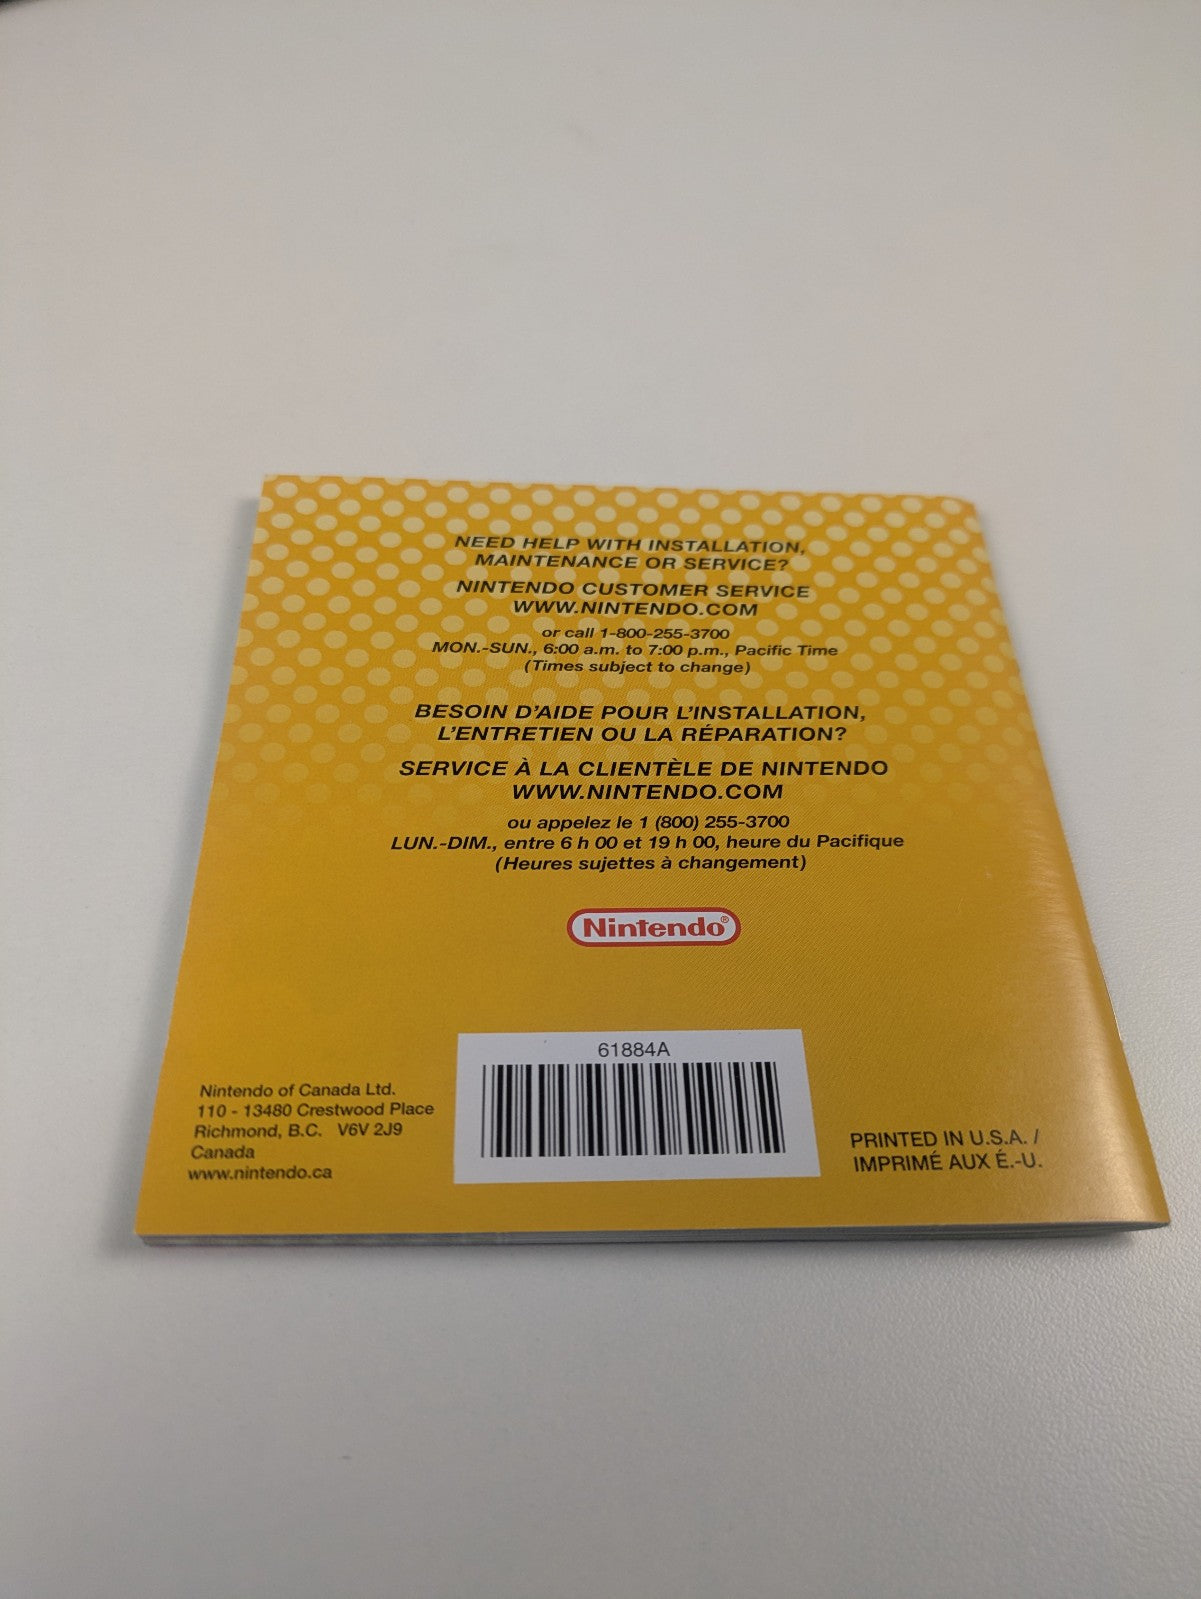 NEED HELP WITH INSTALLATION,
MAINTENANCE OR SERVICE?
NINTENDO CUSTOMER SERVICE
WWW.NINTENDO.COM
or call 1-800-255-3700
MON.-SUN., 6:00 a.m. to 7:00 p.m., Pacific Time
(Times subject to change)
BESOIN D'AIDE POUR L'INSTALLATION,
L'ENTRETIEN OU LA RÉPARATION?
SERVICE À LA CLIENTÈLE DE NINTENDO
WWW.NINTENDO.COM
ou appelez le 1 (800) 255-3700
LUN.-DIM., entre 6 h 00 et 19 h 00, heure du Pacifique
(Heures sujettes à changement)
Nintendo®
61884A
Nintendo of Canada Ltd.
110 - 13480 Crestwood Place
Richmond, B.C. V6V 2J9
Canada
www.nintendo.ca
PRINTED IN U.S.A. /
IMPRIMÉ AUX É.-U.